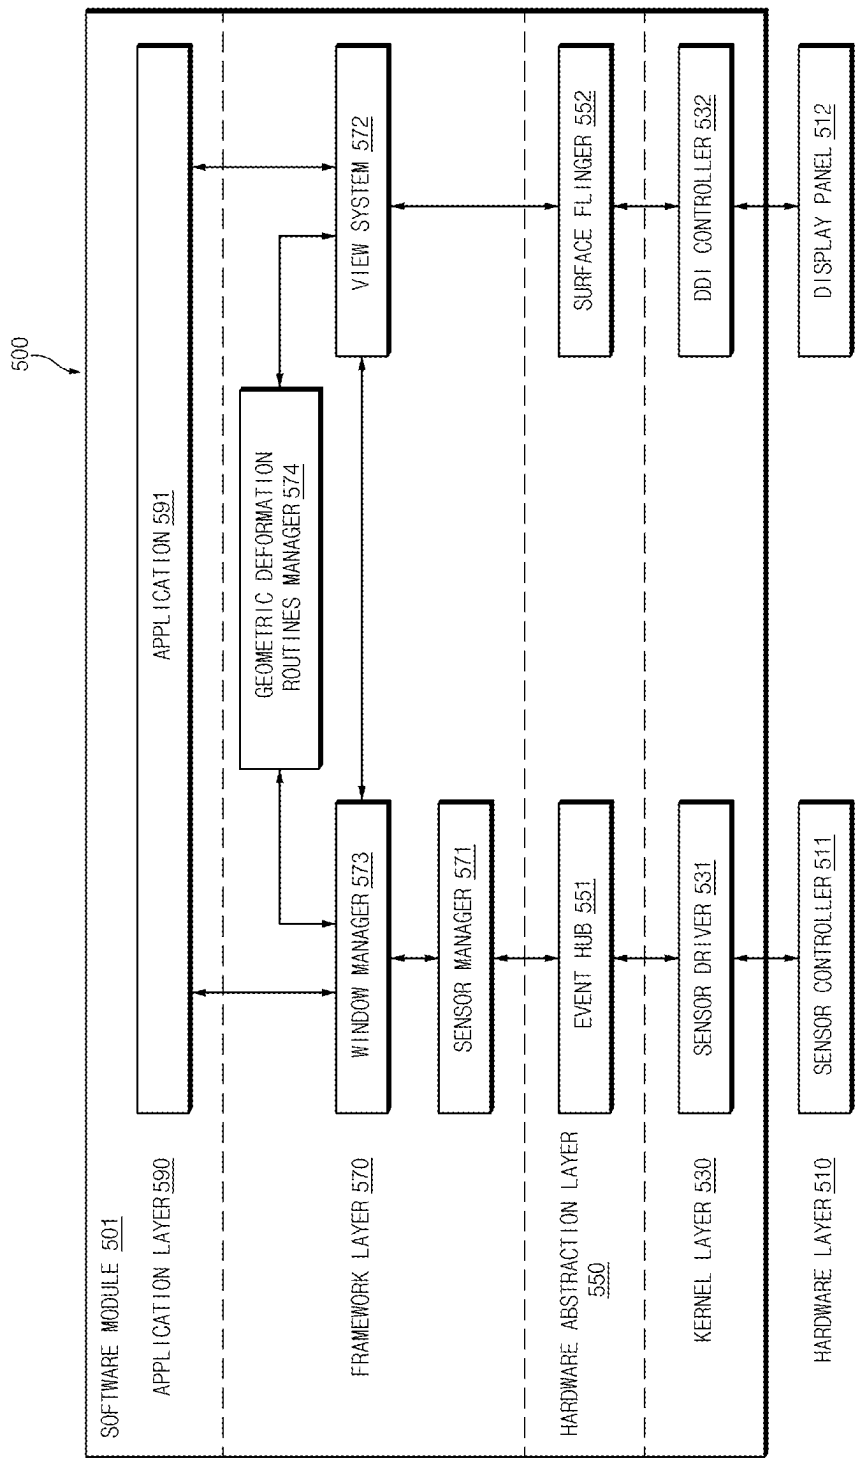 500
SOFTWARE MODULE 501
APPLICATION LAYER 590
APPLICATION 591
FRAMEWORK LAYER 570
GEOMETRIC DEFORMATION
ROUTINES MANAGER 574
WINDOW MANAGER 573
VIEW SYSTEM 572
SENSOR MANAGER 571
HARDWARE ABSTRACTION LAYER
550
EVENT HUB 551
SURFACE FLINGER 552
KERNEL LAYER 530
SENSOR DRIVER 531
DDI CONTROLLER 532
HARDWARE LAYER 510
SENSOR CONTROLLER 511
DISPLAY PANEL 512